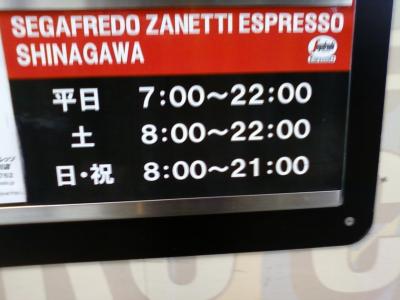 SEGAFREDO ZANETTI ESPRESSO
SHINAGAWA
平日 7:00～22:00
土 8:00～22:00
日・祝 8:00～21:00